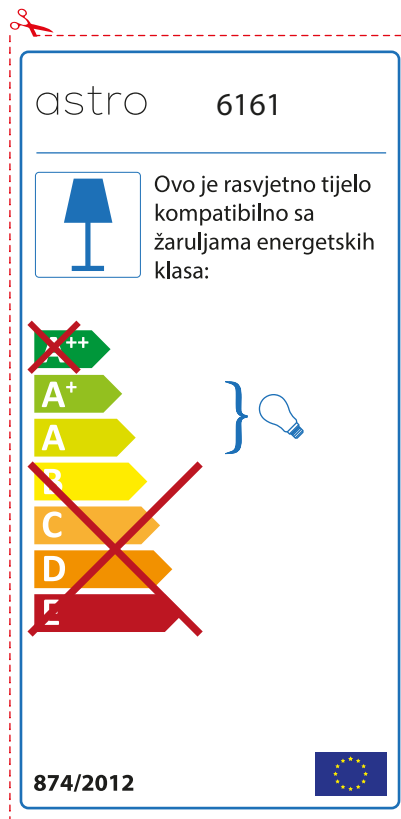 astro 6161
Ovo je rasvjetno tijelo
kompatibilno sa
žaruljama energetskih
klasa:
A++
A+
A
B
C
D
E
874/2012